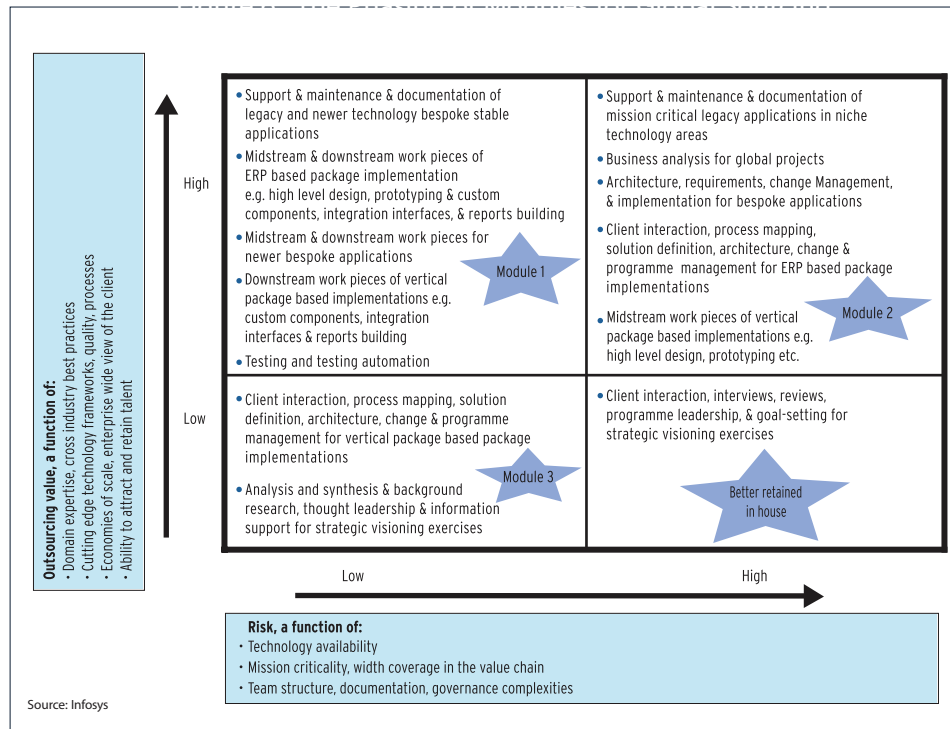 Outsourcing value, a function of:
• Domain expertise, cross industry best practices
• Cutting edge technology frameworks, quality, processes
• Economies of scale, enterprise wide view of the client
• Ability to attract and retain talent
High
Low
• Support & maintenance & documentation of
legacy and newer technology bespoke stable
applications
• Midstream & downstream work pieces of
ERP based package implementation
e.g. high level design, prototyping & custom
components, integration interfaces, & reports building
• Midstream & downstream work pieces for
newer bespoke applications
• Downstream work pieces of vertical
package based implementations e.g.
custom components, integration
interfaces & reports building
• Testing and testing automation
Module 1
• Support & maintenance & documentation of
mission critical legacy applications in niche
technology areas
• Business analysis for global projects
• Architecture, requirements, change Management,
& implementation for bespoke applications
• Client interaction, process mapping,
solution definition, architecture, change &
programme management for ERP based package
implementations
• Midstream work pieces of vertical
package based implementations e.g.
high level design, prototyping etc.
Module 2
• Client interaction, process mapping, solution
definition, architecture, change & programme
management for vertical package based package
implementations
• Analysis and synthesis & background
research, thought leadership & information
support for strategic visioning exercises
Module 3
• Client interaction, interviews, reviews,
programme leadership, & goal-setting for
strategic visioning exercises
Better retained
in house
Low
High
Risk, a function of:
• Technology availability
• Mission criticality, width coverage in the value chain
• Team structure, documentation, governance complexities
Source: Infosys